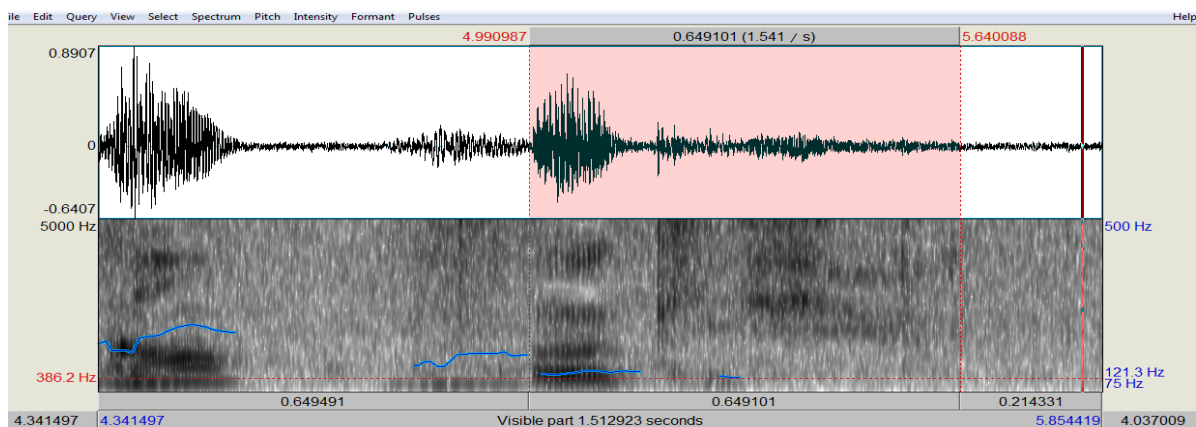 ile Edit Query View Select Spectrum Pitch Intensity Formant Pulses Help
4.990987 0.649101 (1.541 / s) 5.640088
0.8907
0
-0.6407
5000 Hz 500 Hz
386.2 Hz 121.3 Hz
75 Hz
0.649491 0.649101 0.214331
4.341497 4.341497 Visible part 1.512923 seconds 5.854419 4.037009